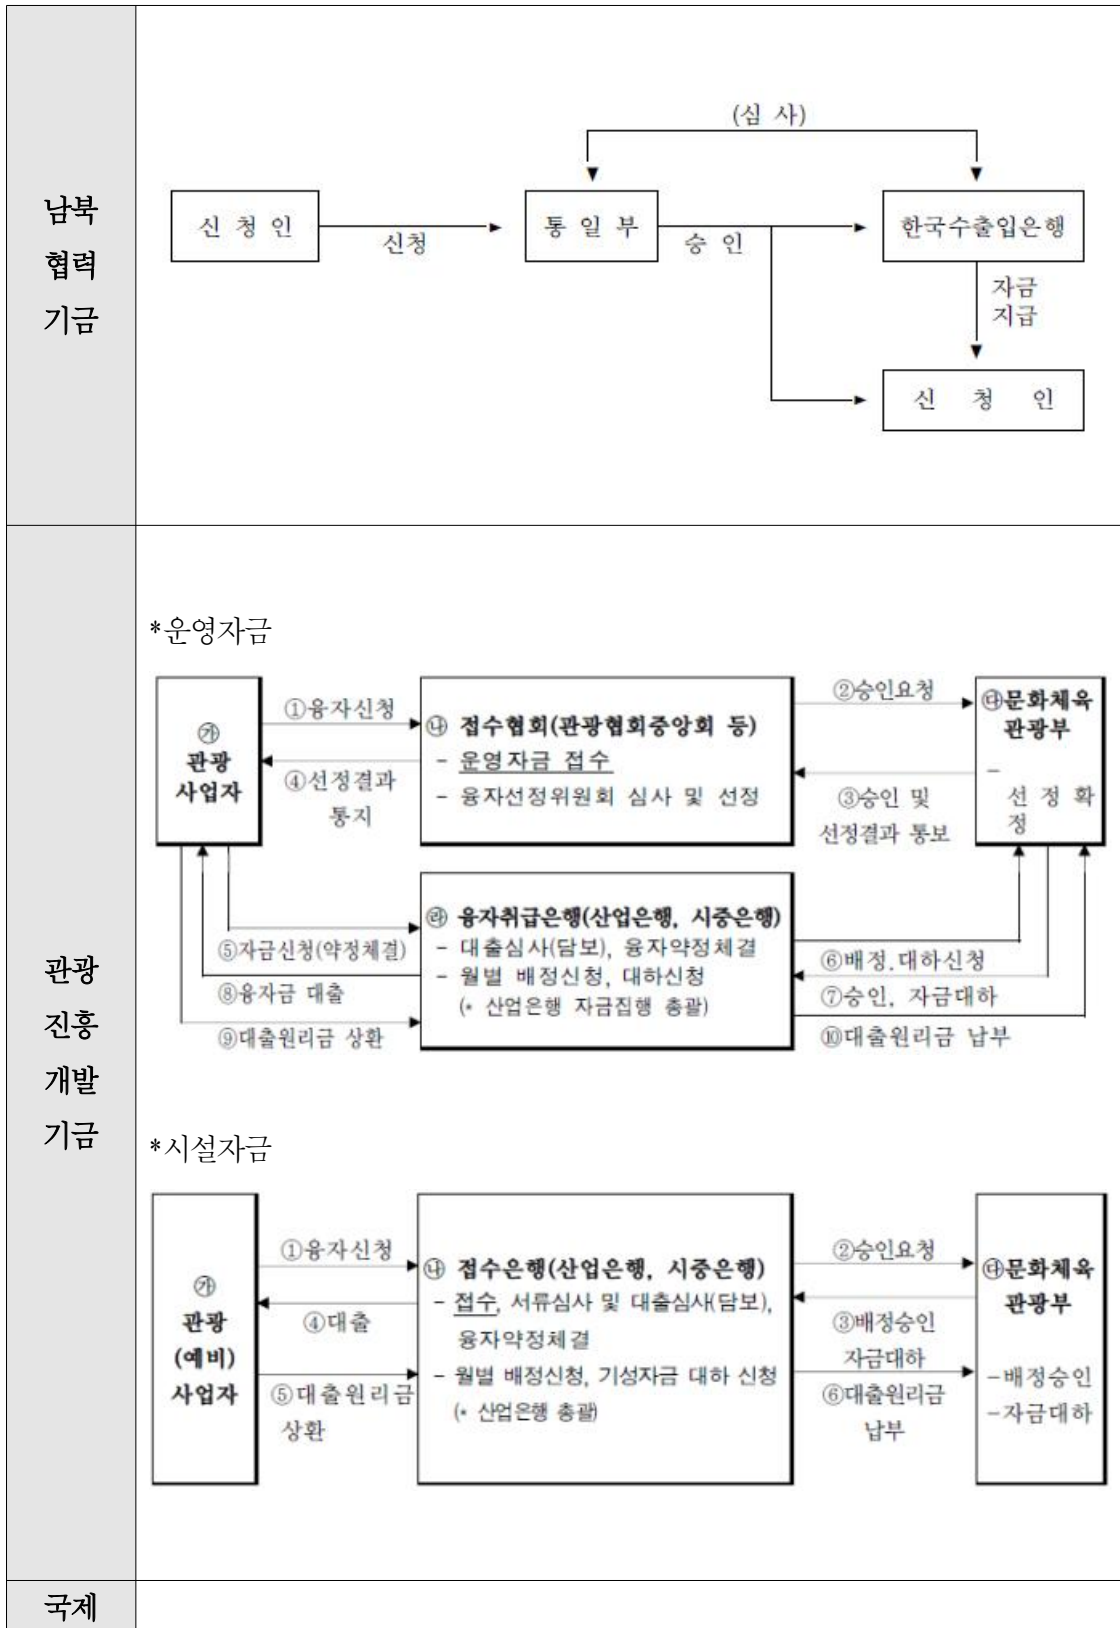 남북
협력
기금
(심 사)
신 청 인
신청
통 일 부
승 인
한국수출입은행
자금
지급
신 청 인
관광
진흥
개발
기금
*운영자금
㉮
관광
사업자
①융자신청
④선정결과
통지
㉯ 접수협회(관광협회중앙회 등)
- 운영자금 접수
- 융자선정위원회 심사 및 선정
②승인요청
③승인 및
선정결과 통보
㉰문화체육
관광부
-
선 정 확
정
⑤자금신청(약정체결)
⑧융자금 대출
⑨대출원리금 상환
㉱ 융자취급은행(산업은행, 시중은행)
- 대출심사(담보), 융자약정체결
- 월별 배정신청, 대하신청
(* 산업은행 자금집행 총괄)
⑥배정.대하신청
⑦승인, 자금대하
⑩대출원리금 납부
*시설자금
㉮
관광
(예비)
사업자
①융자신청
④대출
⑤대출원리금
상환
㉯ 접수은행(산업은행, 시중은행)
- 접수, 서류심사 및 대출심사(담보),
융자약정체결
- 월별 배정신청, 기성자금 대하 신청
(* 산업은행 총괄)
②승인요청
③배정승인
자금대하
⑥대출원리금
납부
㉰문화체육
관광부
-배정승인
-자금대하
국제